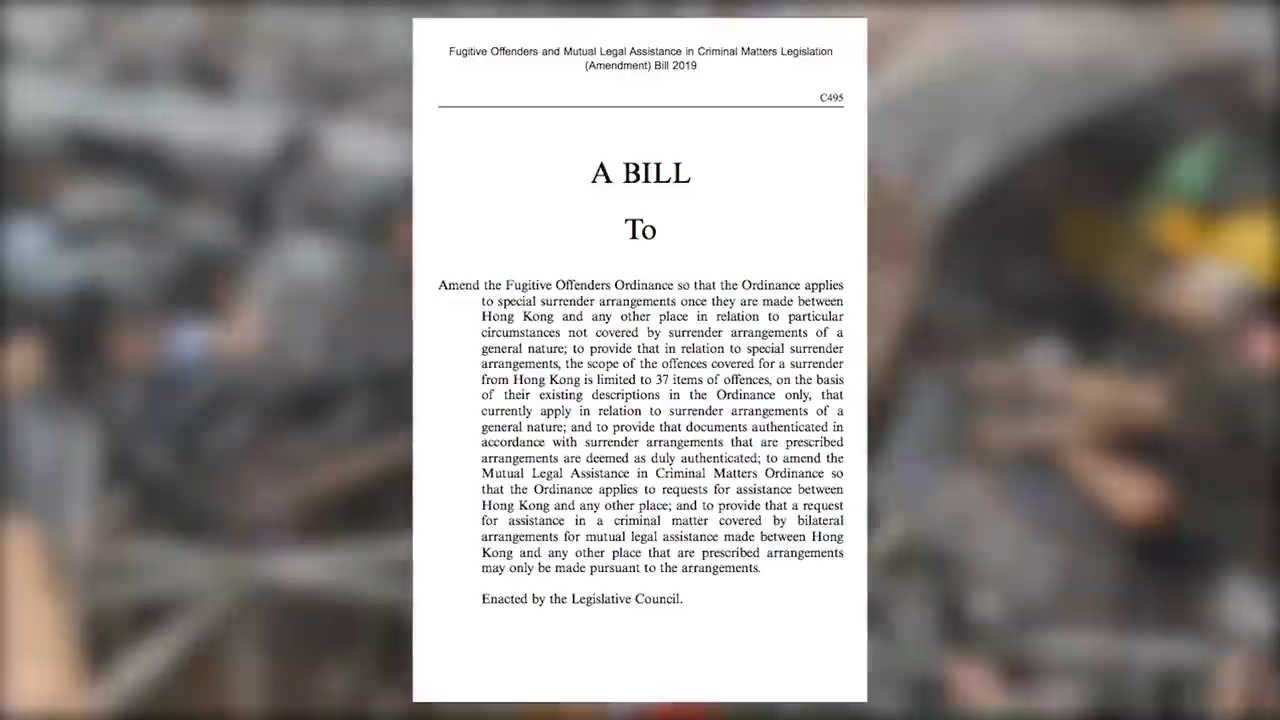 Fugitive Offenders and Mutual Legal Assistance in Criminal Matters Legislation
(Amendment) Bill 2019
C495
A BILL
To
Amend the Fugitive Offenders Ordinance so that the Ordinance applies
to special surrender arrangements once they are made between
Hong Kong and any other place in relation to particular
circumstances not covered by surrender arrangements of a
general nature; to provide that in relation to special surrender
arrangements, the scope of the offences covered for a surrender
from Hong Kong is limited to 37 items of offences, on the basis
of their existing descriptions in the Ordinance only, that
currently apply in relation to surrender arrangements of a
general nature; and to provide that documents authenticated in
accordance with surrender arrangements that are prescribed
arrangements are deemed as duly authenticated; to amend the
Mutual Legal Assistance in Criminal Matters Ordinance so
that the Ordinance applies to requests for assistance between
Hong Kong and any other place; and to provide that a request
for assistance in a criminal matter covered by bilateral
arrangements for mutual legal assistance made between Hong
Kong and any other place that are prescribed arrangements
may only be made pursuant to the arrangements.
Enacted by the Legislative Council.